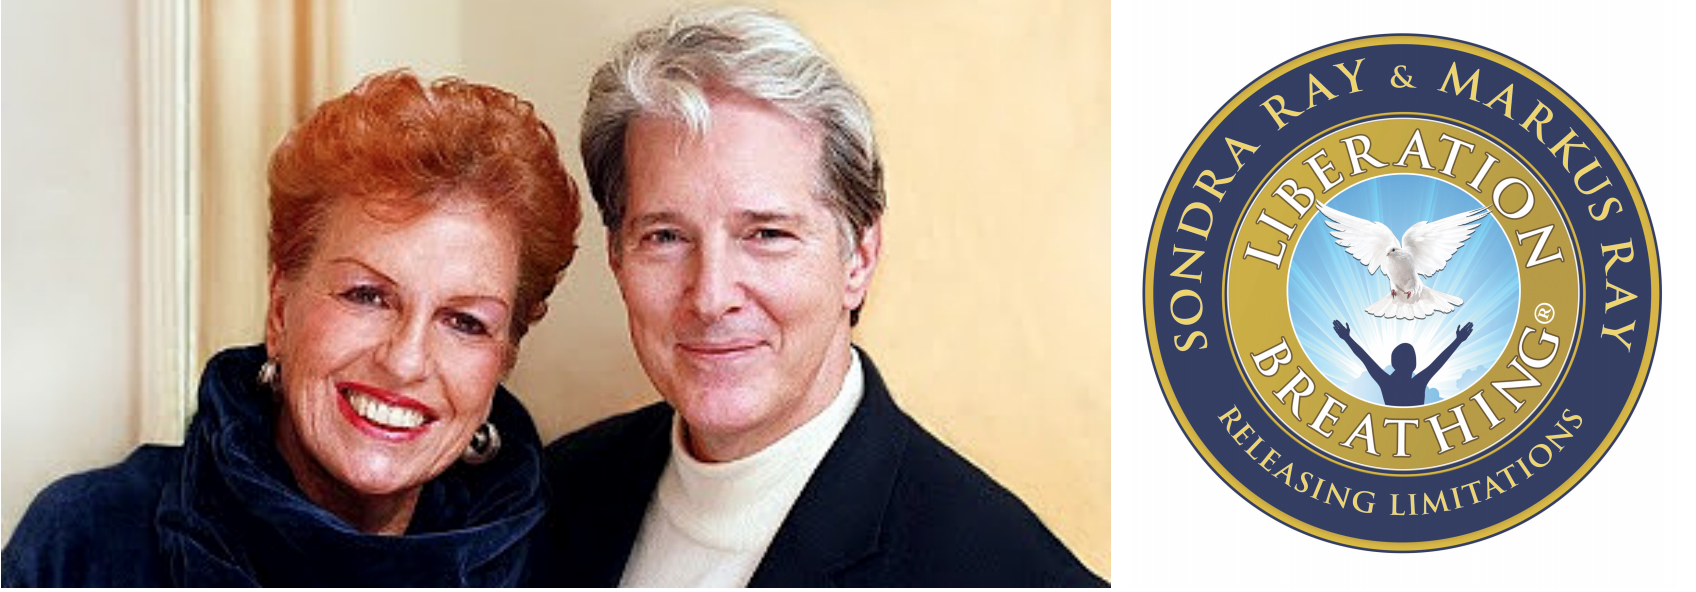 SONDRA RAY & MARKUS RAY
LIBERATION
BREATHING®
RELEASING LIMITATIONS